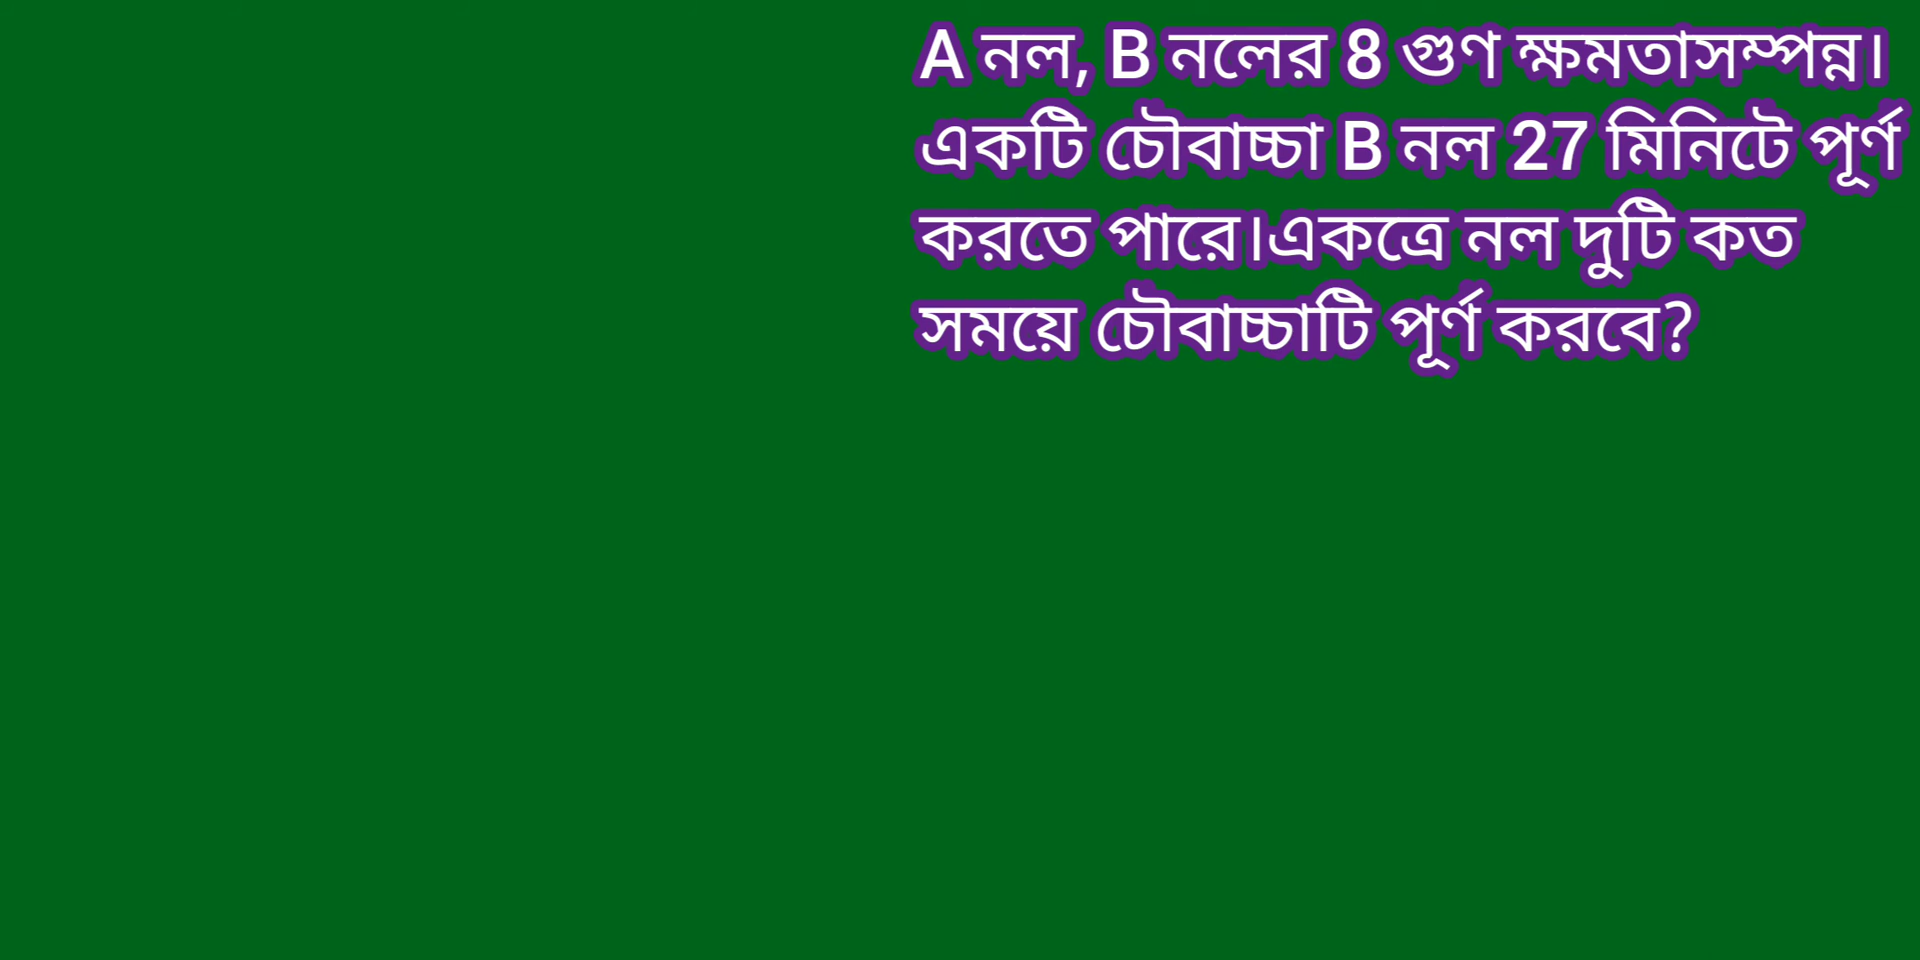 A নল, B নলের 8 গুণ ক্ষমতাসম্পন্ন।
একটি চৌবাচ্চা B নল 27 মিনিটে পূর্ণ
করতে পারে।একত্রে নল দুটি কত
সময়ে চৌবাচ্চাটি পূর্ণ করবে?